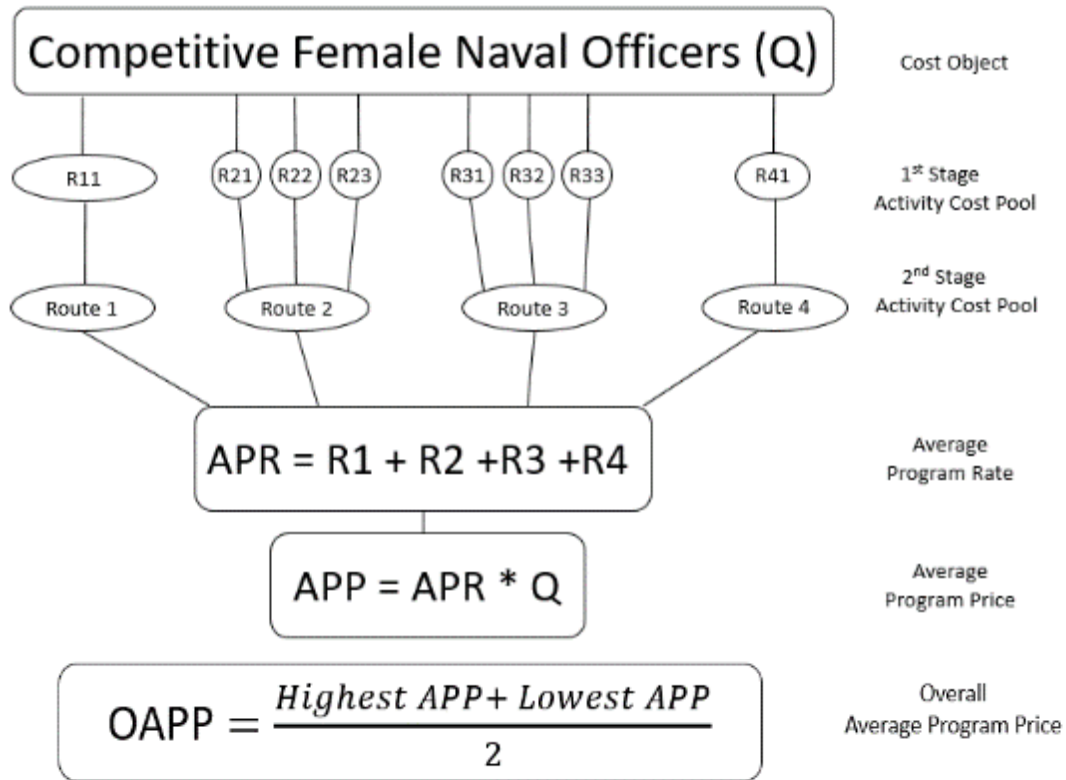 Competitive Female Naval Officers (Q)
Cost Object
R11
R21
R22
R23
R31
R32
R33
R41
1st Stage
Activity Cost Pool
Route 1
Route 2
Route 3
Route 4
2nd Stage
Activity Cost Pool
APR = R1 + R2 +R3 +R4
Average
Program Rate
APP = APR * Q
Average
Program Price
OAPP = Highest APP+ Lowest APP
2
Overall
Average Program Price